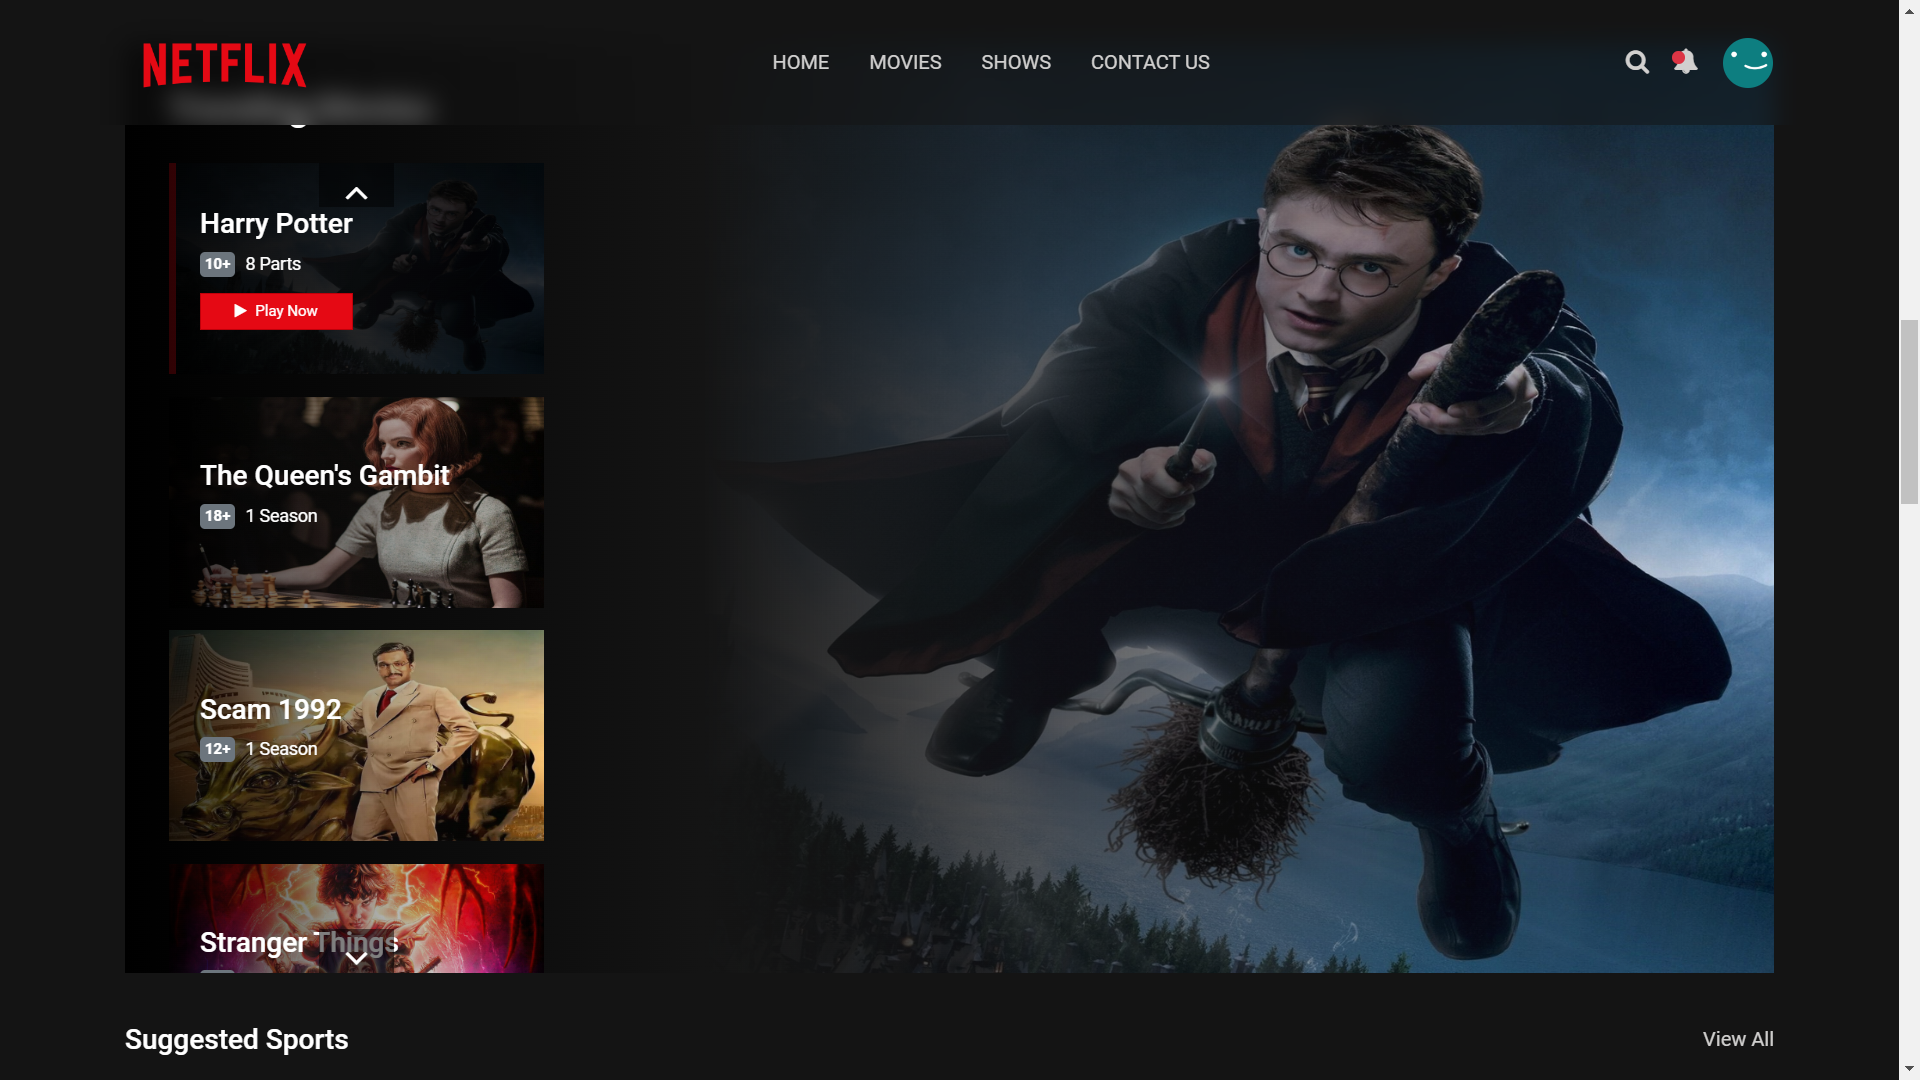 NETFLIX
HOME
MOVIES
SHOWS
CONTACT US
Harry Potter
10+ 8 Parts
Play Now
The Queen's Gambit
18+ 1 Season
Scam 1992
12+ 1 Season
Stranger Things
Suggested Sports
View All